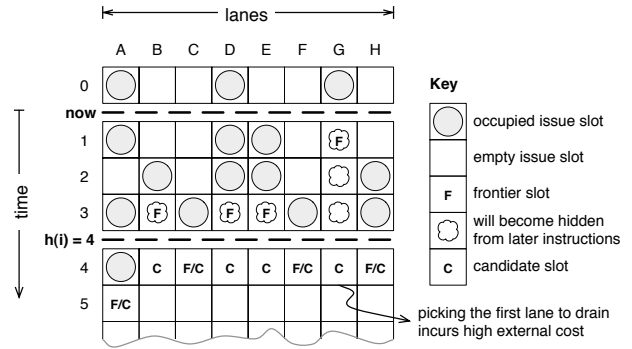 lanes
A B C D E F G H
0
now
1 F
2
3 B F F
h(i) = 4
4 C F/C C C F/C C F/C
5 F/C
time
Key
occupied issue slot
empty issue slot
F frontier slot
will become hidden
from later instructions
C candidate slot
picking the first lane to drain
incurs high external cost